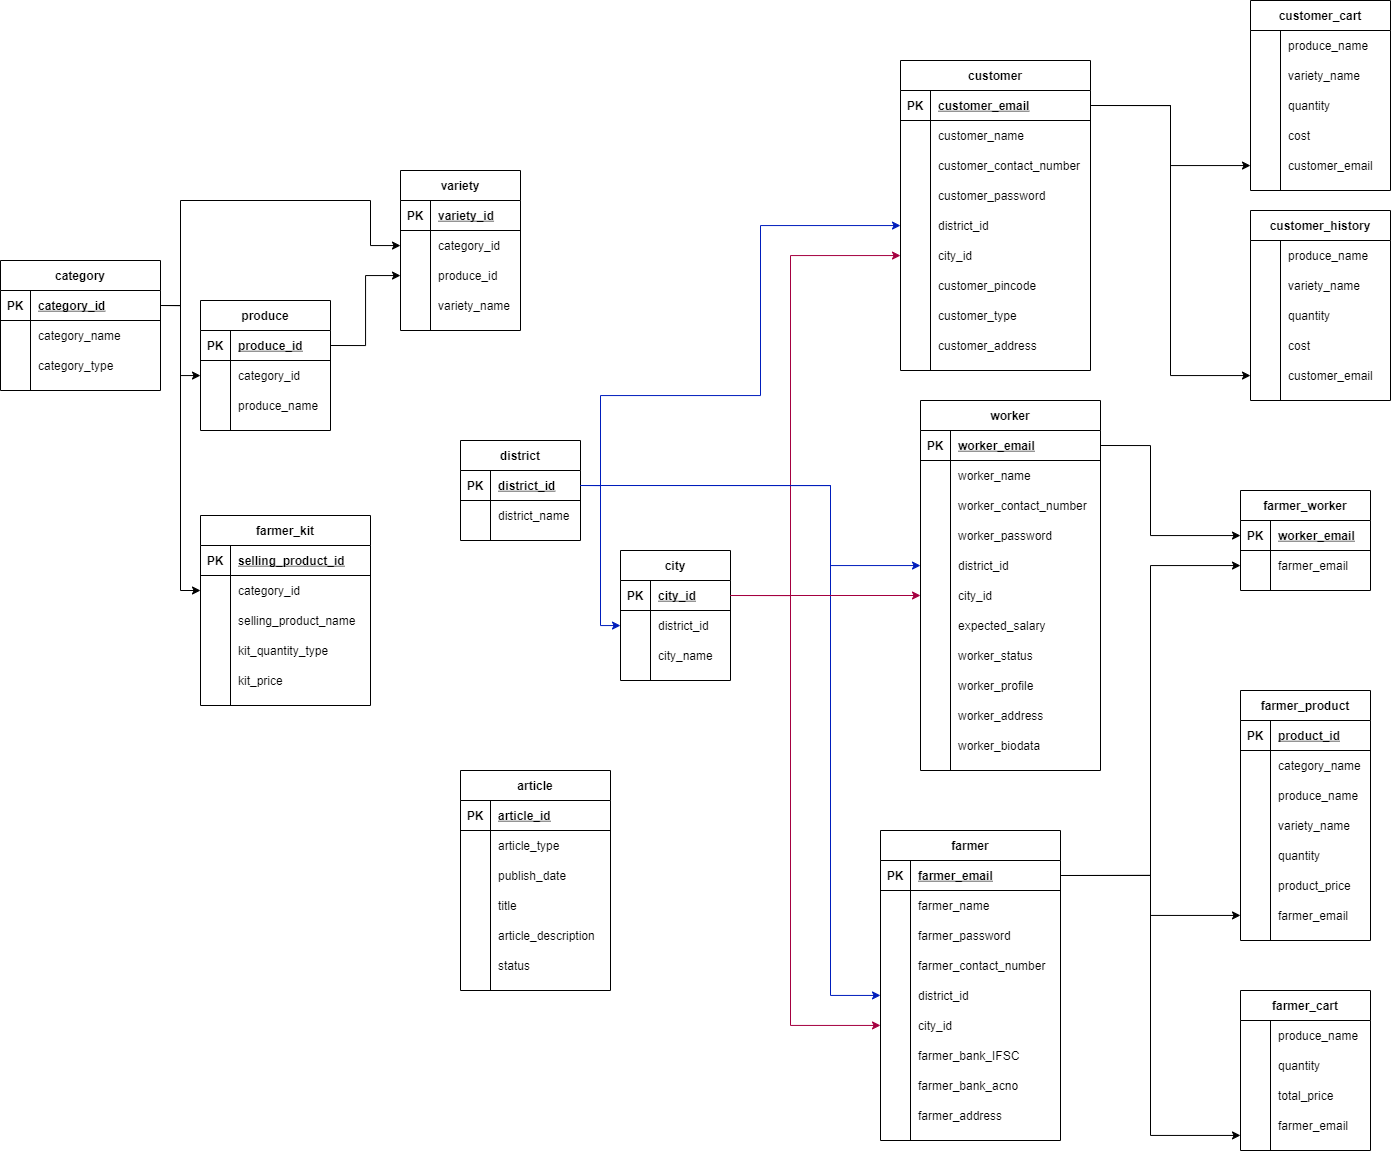 customer_cart
produce_name
variety_name
quantity
cost
customer_email
customer
PK customer_email
customer_name
customer_contact_number
customer_password
district_id
city_id
customer_pincode
customer_type
customer_address
customer_history
produce_name
variety_name
quantity
cost
customer_email
variety
PK variety_id
category_id
produce_id
variety_name
category
PK category_id
category_name
category_type
produce
PK produce_id
category_id
produce_name
district
PK district_id
district_name
worker
PK worker_email
worker_name
worker_contact_number
worker_password
district_id
city_id
expected_salary
worker_status
worker_profile
worker_address
worker_biodata
farmer_worker
PK worker_email
farmer_email
farmer_kit
PK selling_product_id
category_id
selling_product_name
kit_quantity_type
kit_price
city
PK city_id
district_id
city_name
farmer_product
PK product_id
category_name
produce_name
variety_name
quantity
product_price
farmer_email
article
PK article_id
article_type
publish_date
title
article_description
status
farmer
PK farmer_email
farmer_name
farmer_password
farmer_contact_number
district_id
city_id
farmer_bank_IFSC
farmer_bank_acno
farmer_address
farmer_cart
produce_name
quantity
total_price
farmer_email